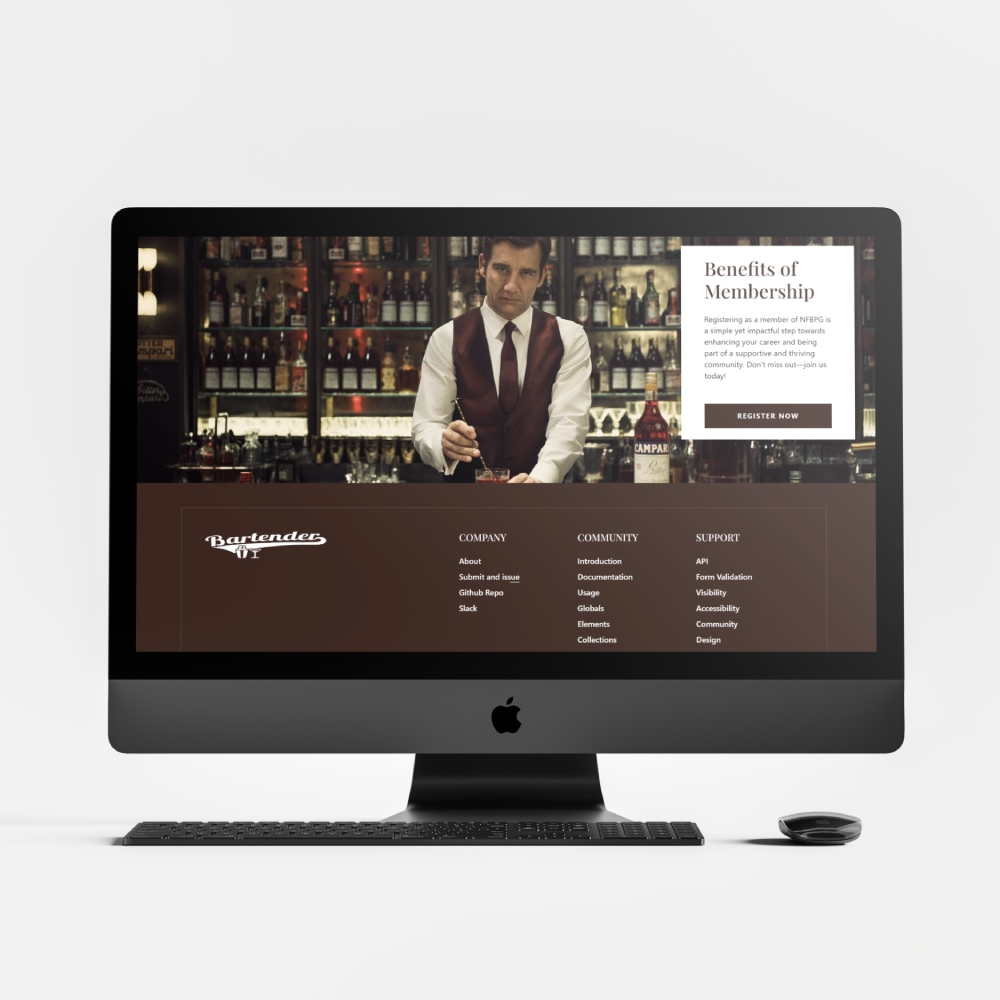 Benefits of
Membership
Registering as a member of NFBPG is
a simple yet impactful step towards
enhancing your career and being
part of a supportive and thriving
community. Don't miss out—join us
today!
REGISTER NOW
CAMPARI
Bartender
COMPANY
About
Submit and issue
Github Repo
Slack
COMMUNITY
Introduction
Documentation
Usage
Globals
Elements
Collections
SUPPORT
API
Form Validation
Visibility
Accessibility
Community
Design